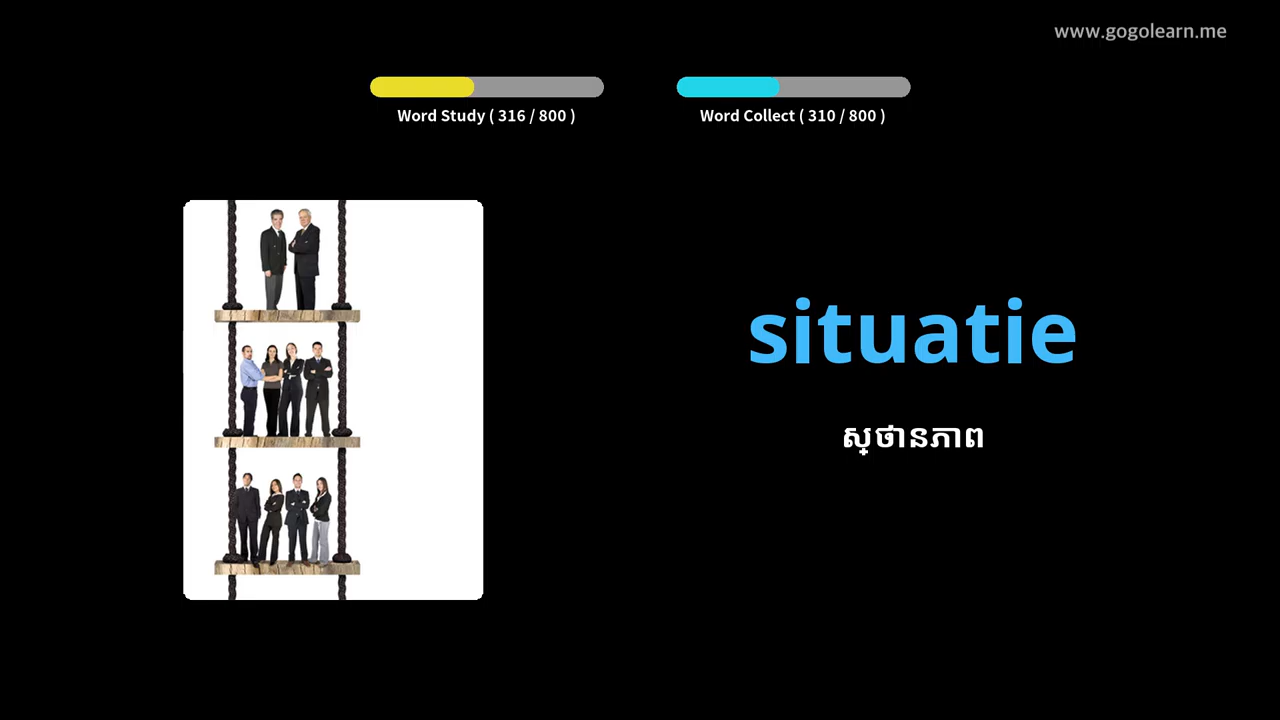 www.gogolearn.me
Word Study ( 316 / 800 )
Word Collect ( 310 / 800 )
situatie
ស្ថានភាព